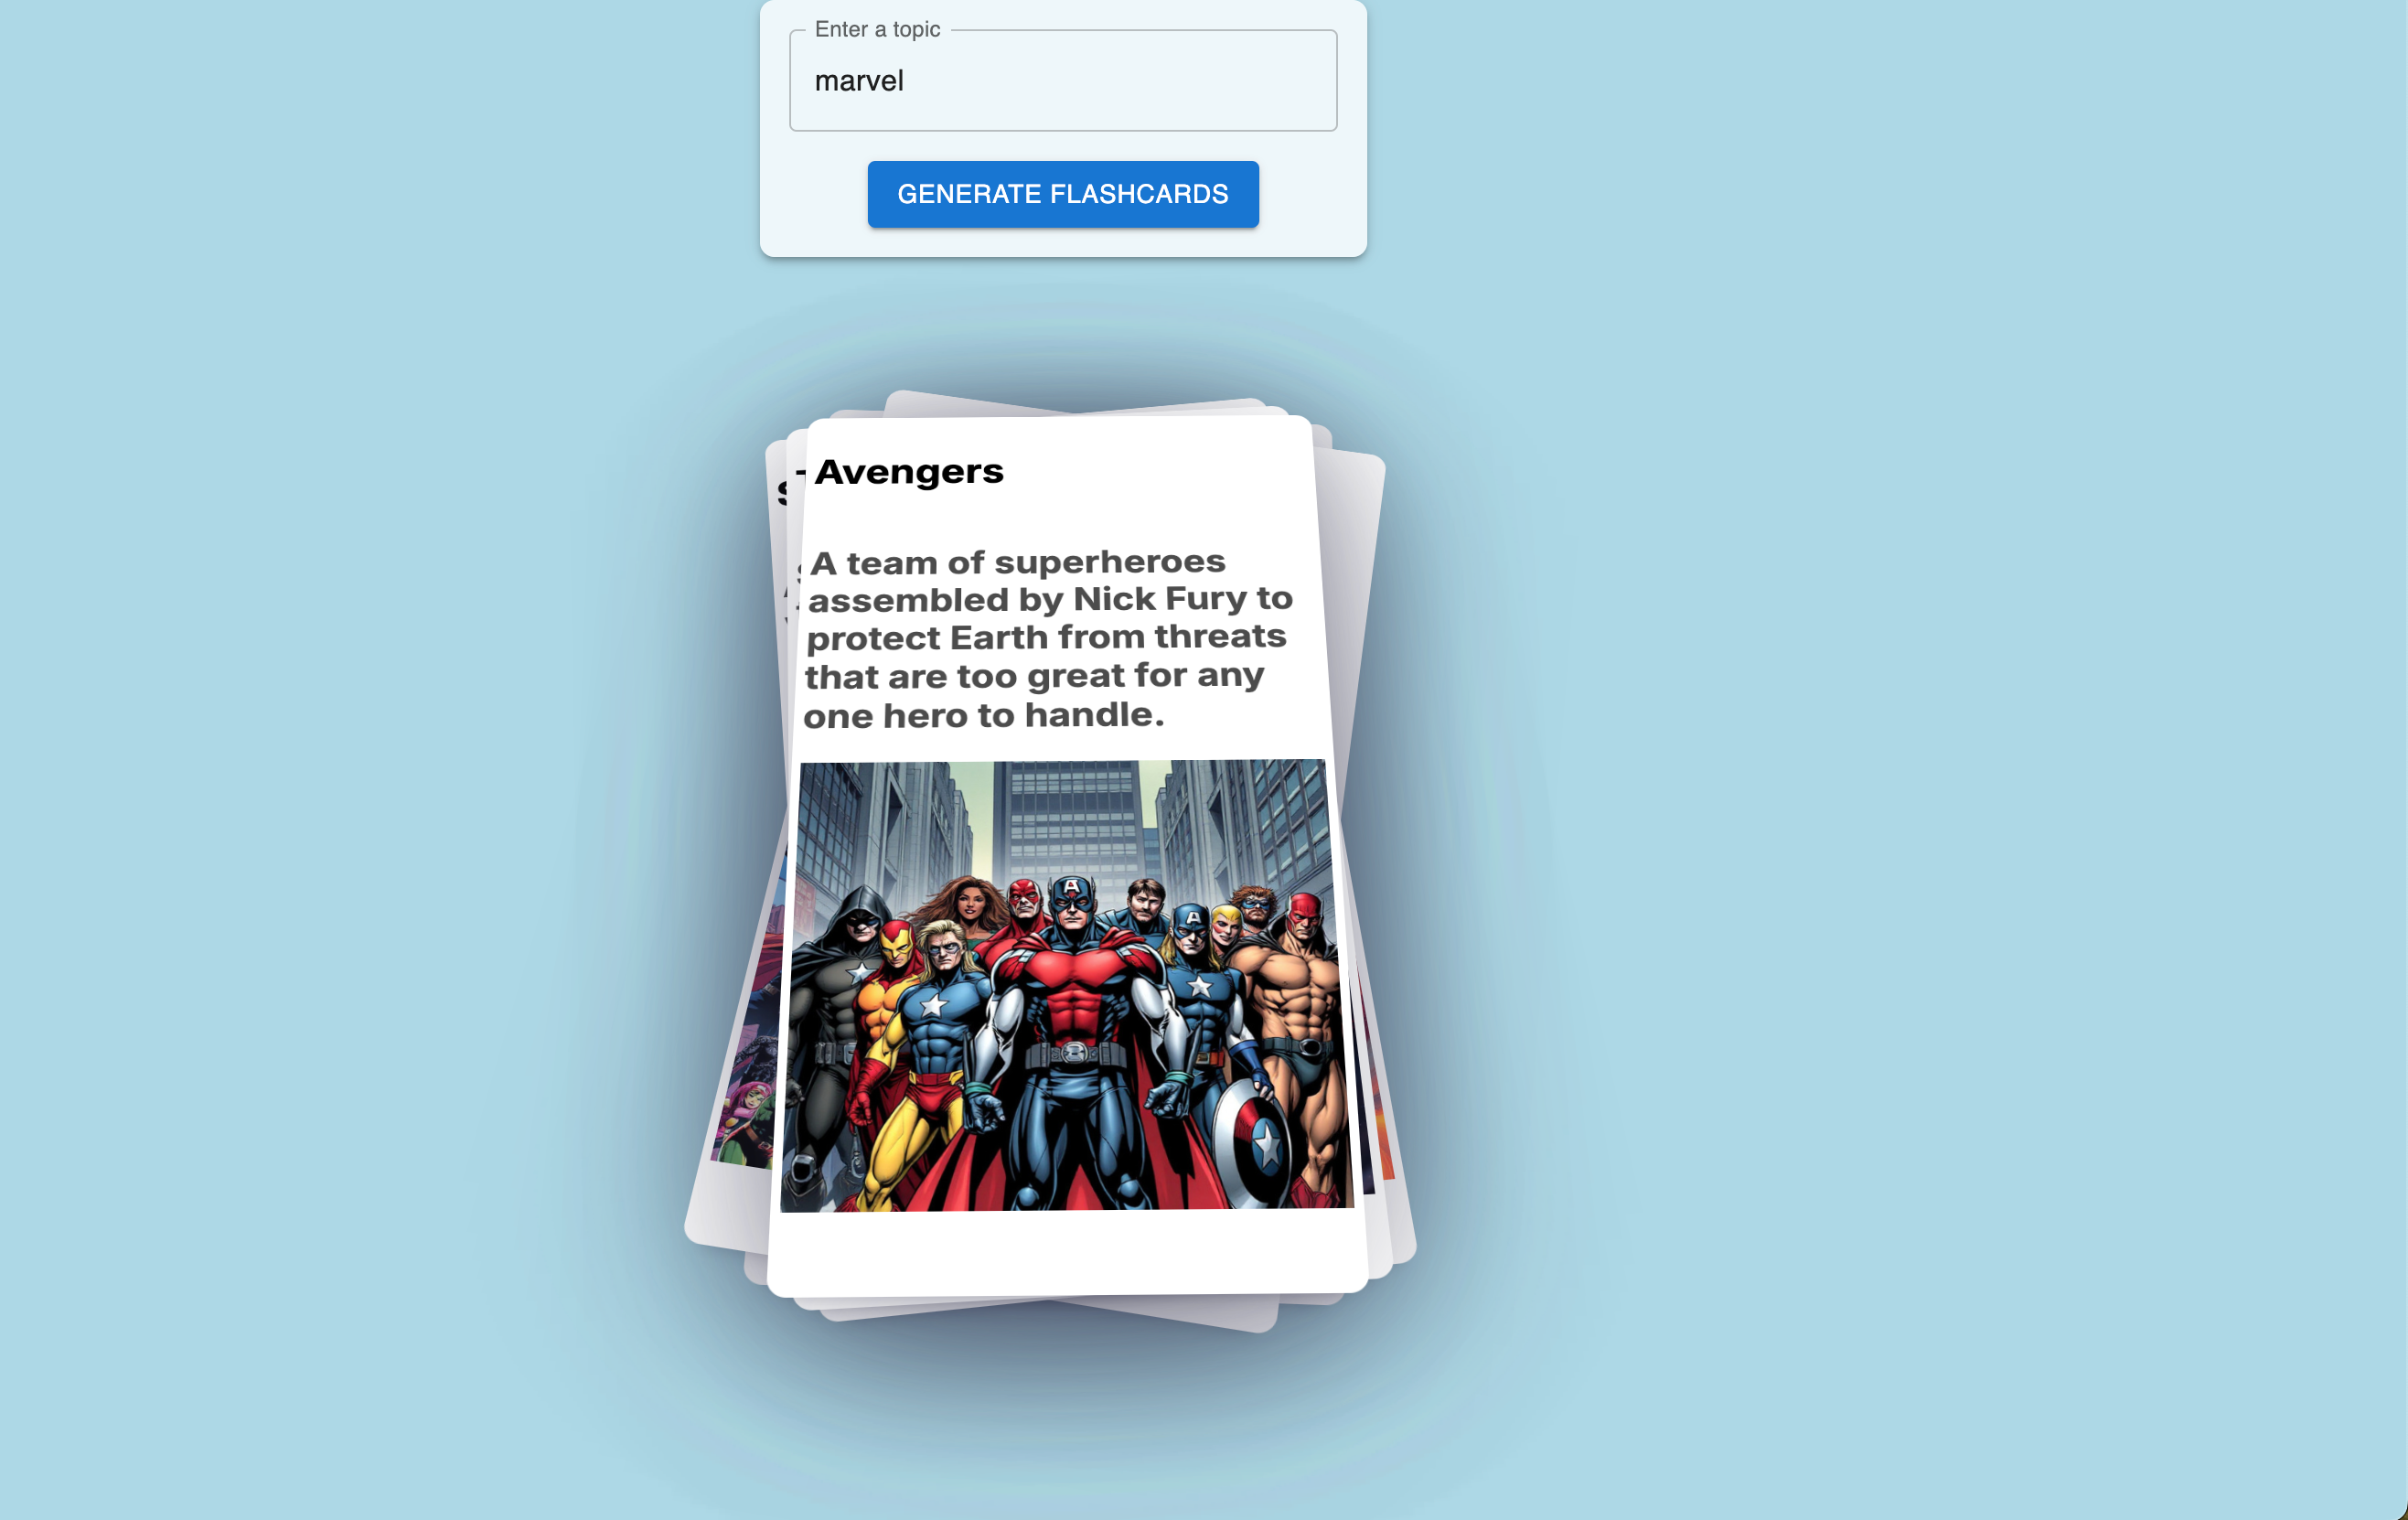 Enter a topic
marvel
GENERATE FLASHCARDS
Avengers
A team of superheroes
assembled by Nick Fury to
protect Earth from threats
that are too great for any
one hero to handle.
A
A